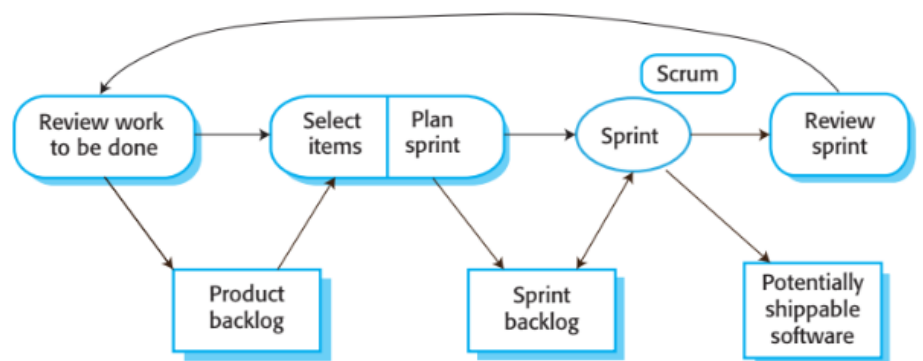 Scrum
Review work
to be done
Select
items
Plan
sprint
Sprint
Review
sprint
Product
backlog
Sprint
backlog
Potentially
shippable
software